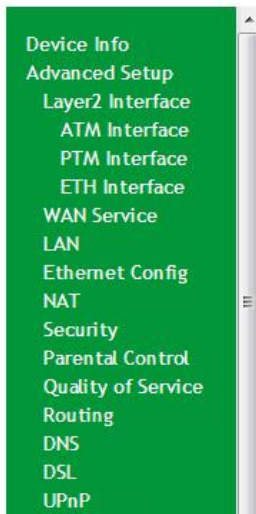 Device Info
Advanced Setup
Layer2 Interface
ATM Interface
PTM Interface
ETH Interface
WAN Service
LAN
Ethernet Config
NAT
Security
Parental Control
Quality of Service
Routing
DNS
DSL
UPnP